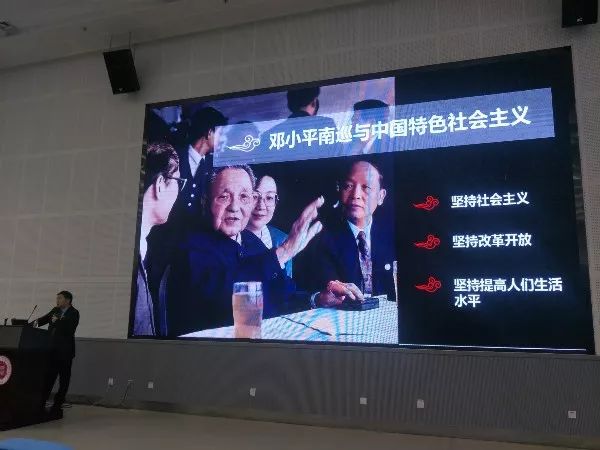 邓小平南巡与中国特色社会主义
坚持社会主义
坚持改革开放
坚持提高人们生活
水平